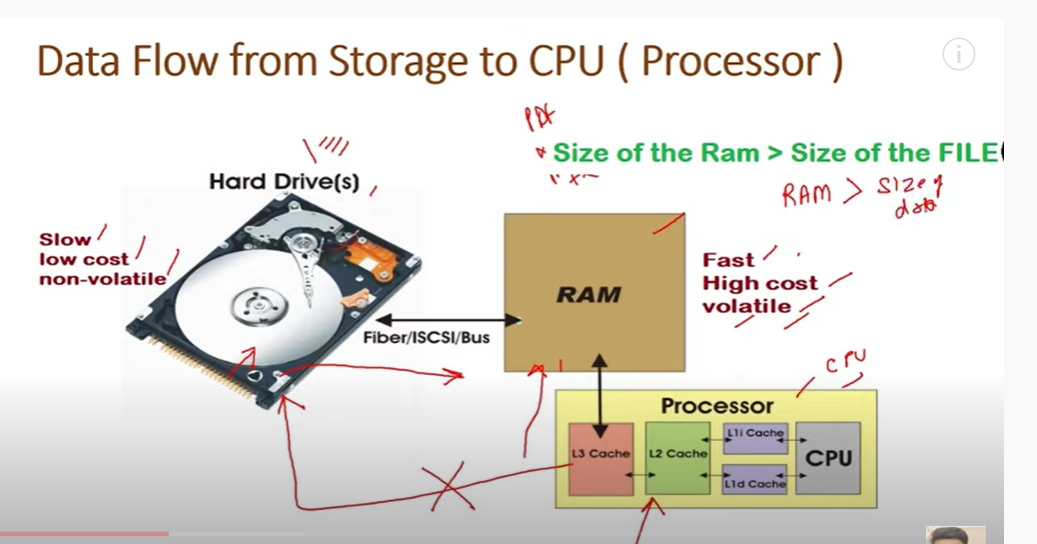 Data Flow from Storage to CPU ( Processor )
PDF
Size of the Ram > Size of the FILE
RAM > Size of
data
Hard Drive(s)
Slow
low cost
non-volatile
RAM
Fast
High cost
volatile
Fiber/ISCSI/Bus
CPU
Processor
L3 Cache
L2 Cache
L1i Cache
L1d Cache
CPU